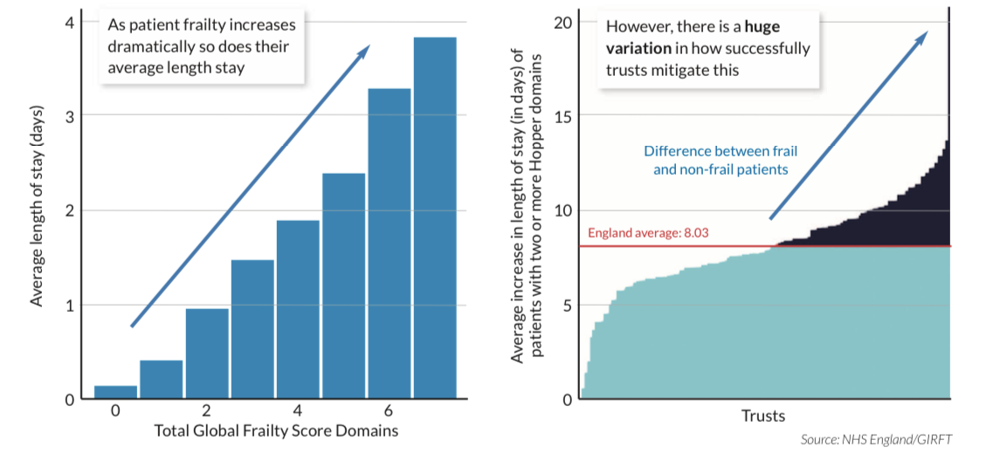 As patient frailty increases
dramatically so does their
average length stay
Average length of stay (days)
4
3
2
1
0
0 2 4 6
Total Global Frailty Score Domains
However, there is a huge
variation in how successfully
trusts mitigate this
Average increase in length of stay (in days) of
patients with two or more Hopper domains
20
15
10
5
0
Difference between frail
and non-frail patients
England average: 8.03
Trusts
Source: NHS England/GIRFT